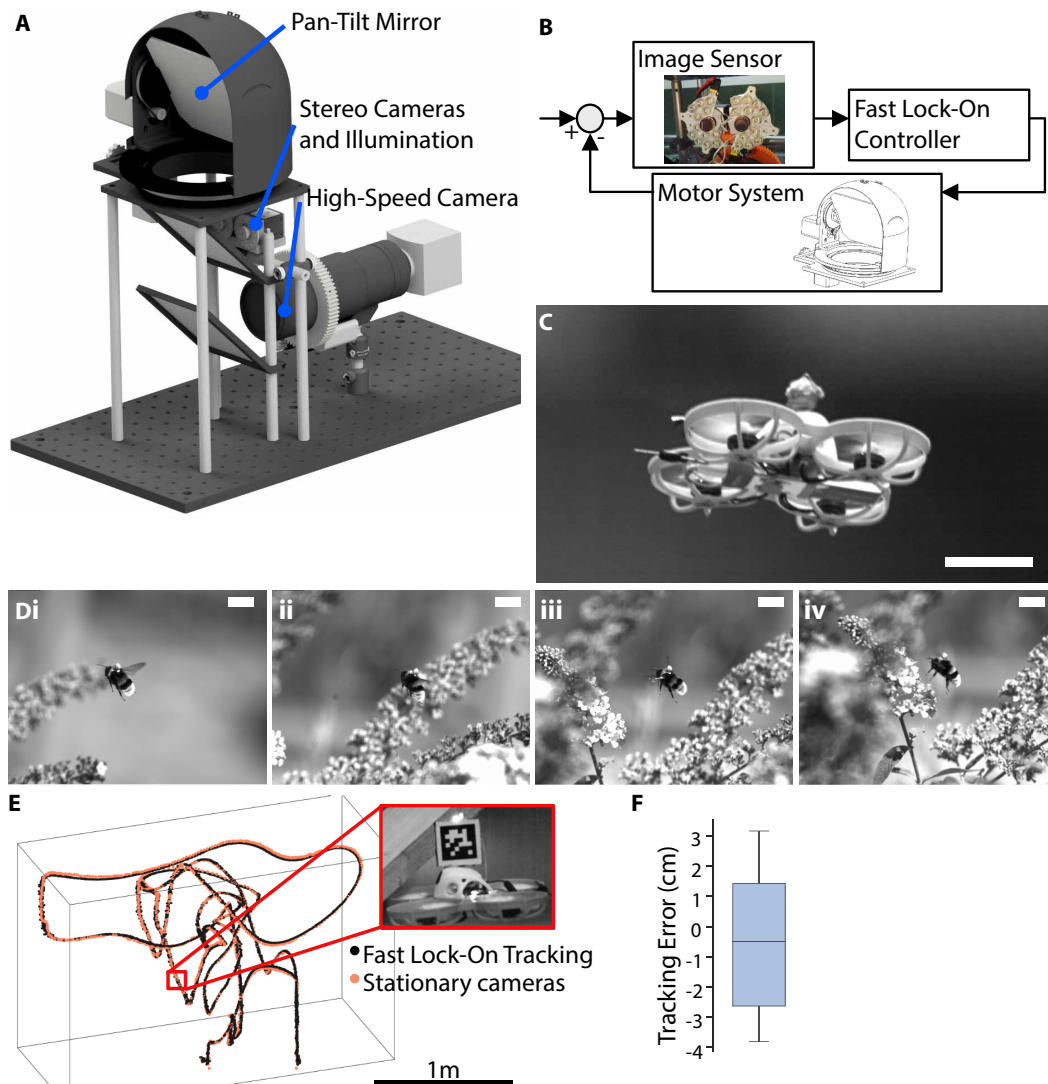 A
Pan-Tilt Mirror
Stereo Cameras
and Illumination
High-Speed Camera
B
Image Sensor
Fast Lock-On
Controller
+
-
Motor System
C
Di
ii
iii
iv
E
Fast Lock-On Tracking
Stationary cameras
1m
F
Tracking Error (cm)
3
2
1
0
-1
-2
-3
-4